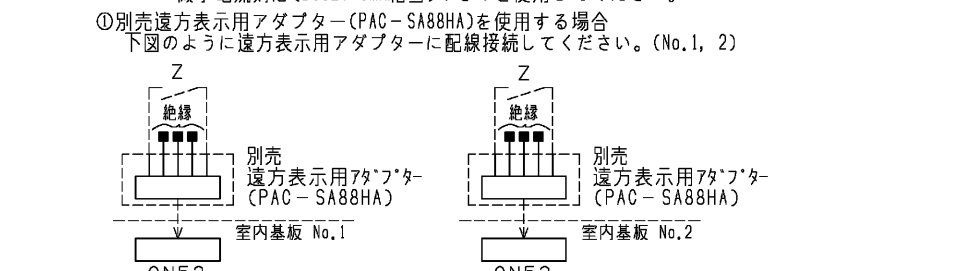 ①別売遠方表示用アダプター(PAC-SA88HA)を使用する場合
下図のように遠方表示用アダプターに配線接続してください。(No.1, 2)
Z
絶縁
別売
遠方表示用ｱﾀﾞﾌﾟﾀｰ
(PAC-SA88HA)
室内基板 No.1
Z
絶縁
別売
遠方表示用ｱﾀﾞﾌﾟﾀｰ
(PAC-SA88HA)
室内基板 No.2